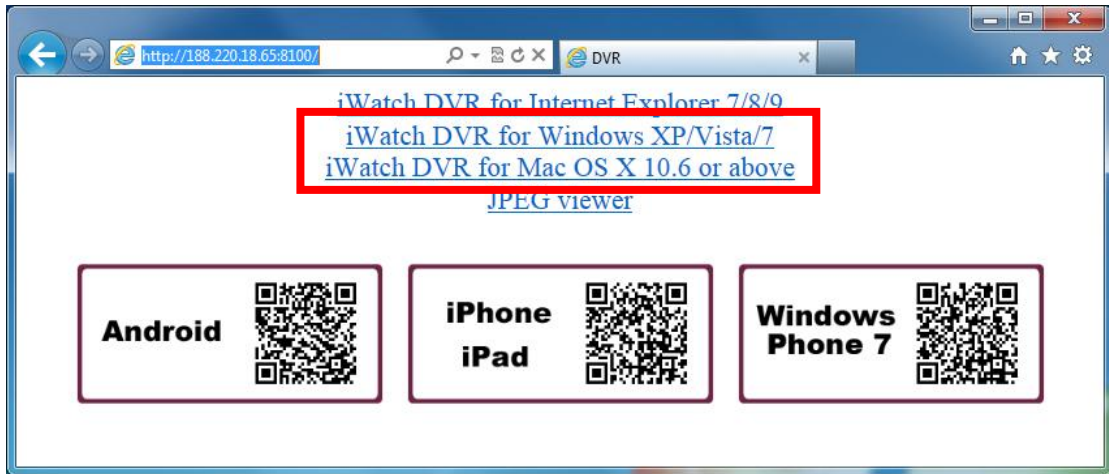 http://188.220.18.65:8100/
DVR
iWatch DVR for Internet Explorer 7/8/9
iWatch DVR for Windows XP/Vista/7
iWatch DVR for Mac OS X 10.6 or above
JPEG viewer
Android
iPhone
iPad
Windows
Phone 7